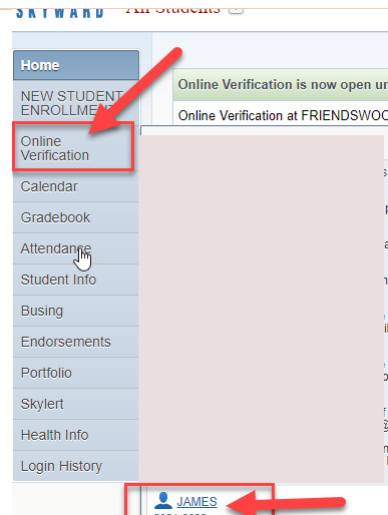 SKYWARD All Students
Home
NEW STUDENT
ENROLLMENT
Online Verification is now open
Online
Verification
Online Verification at FRIENDSWOO
Calendar
Gradebook
Attendance
Student Info
Busing
Endorsements
Portfolio
Skylert
Health Info
Login History
JAMES